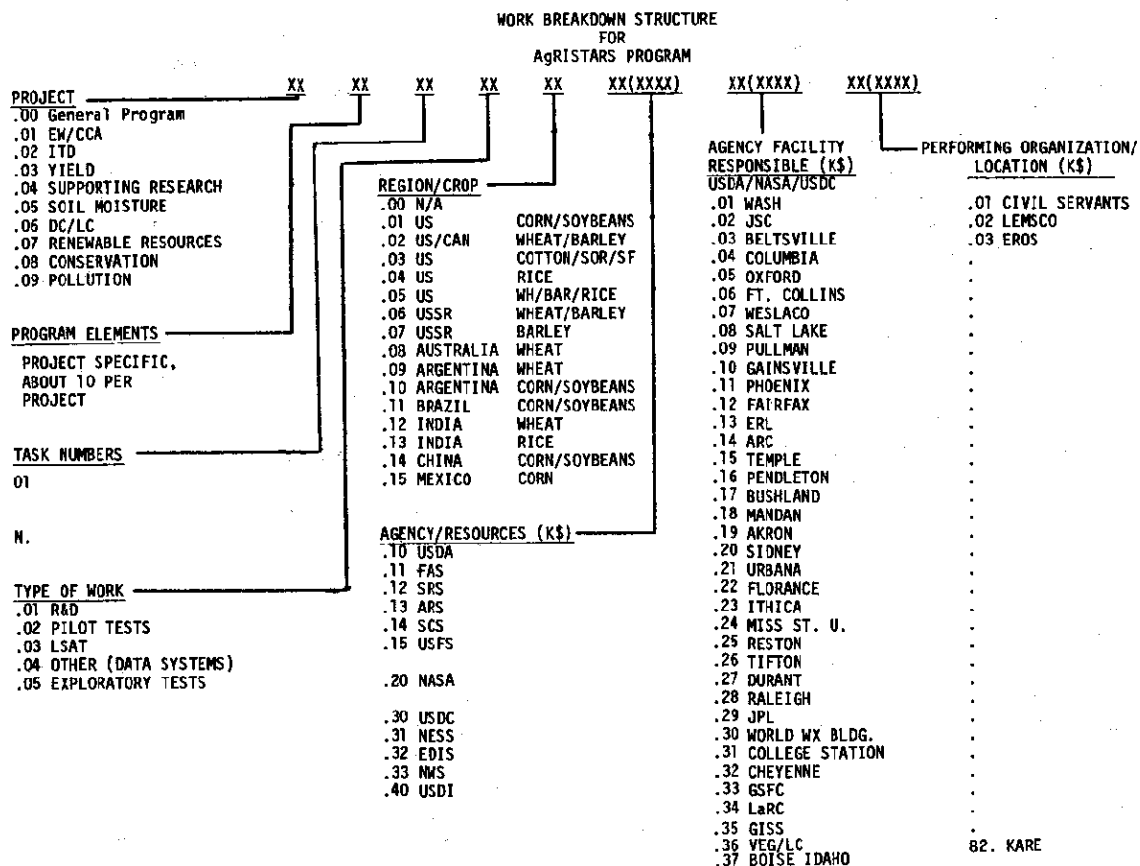 WORK BREAKDOWN STRUCTURE
FOR
AgRISTARS PROGRAM
XX XX XX XX XX XX(XXXX) XX(XXXX) XX(XXXX)
PROJECT
.00 General Program
.01 EW/CCA
.02 ITD
.03 YIELD
.04 SUPPORTING RESEARCH
.05 SOIL MOISTURE
.06 DC/LC
.07 RENEWABLE RESOURCES
.08 CONSERVATION
.09 POLLUTION
PROGRAM ELEMENTS
PROJECT SPECIFIC,
ABOUT 10 PER
PROJECT
TASK NUMBERS
01
N.
TYPE OF WORK
.01 R&D
.02 PILOT TESTS
.03 LSAT
.04 OTHER (DATA SYSTEMS)
.05 EXPLORATORY TESTS
REGION/CROP
.00 N/A
.01 US CORN/SOYBEANS
.02 US/CAN WHEAT/BARLEY
.03 US COTTON/SOR/SF
.04 US RICE
.05 US WH/BAR/RICE
.06 USSR WHEAT/BARLEY
.07 USSR BARLEY
.08 AUSTRALIA WHEAT
.09 ARGENTINA WHEAT
.10 ARGENTINA CORN/SOYBEANS
.11 BRAZIL CORN/SOYBEANS
.12 INDIA WHEAT
.13 INDIA RICE
.14 CHINA CORN/SOYBEANS
.15 MEXICO CORN
AGENCY/RESOURCES (K$)
.10 USDA
.11 FAS
.12 SRS
.13 ARS
.14 SCS
.15 USFS
.20 NASA
.30 USDC
.31 NESS
.32 EDIS
.33 NWS
.40 USDI
AGENCY FACILITY
RESPONSIBLE (K$)
USDA/NASA/USDC
.01 WASH
.02 JSC
.03 BELTSVILLE
.04 COLUMBIA
.05 OXFORD
.06 FT. COLLINS
.07 WESLACO
.08 SALT LAKE
.09 PULLMAN
.10 GAINSVILLE
.11 PHOENIX
.12 FAIRFAX
.13 ERL
.14 ARC
.15 TEMPLE
.16 PENDLETON
.17 BUSHLAND
.18 MANDAN
.19 AKRON
.20 SIDNEY
.21 URBANA
.22 FLORANCE
.23 ITHICA
.24 MISS ST. U.
.25 RESTON
.26 TIFTON
.27 DURANT
.28 RALEIGH
.29 JPL
.30 WORLD WX BLDG.
.31 COLLEGE STATION
.32 CHEYENNE
.33 GSFC
.34 LaRC
.35 GISS
.36 VEG/LC
.37 BOISE IDAHO
PERFORMING ORGANIZATION/
LOCATION (K$)
.01 CIVIL SERVANTS
.02 LEMSCO
.03 EROS
82. KARE